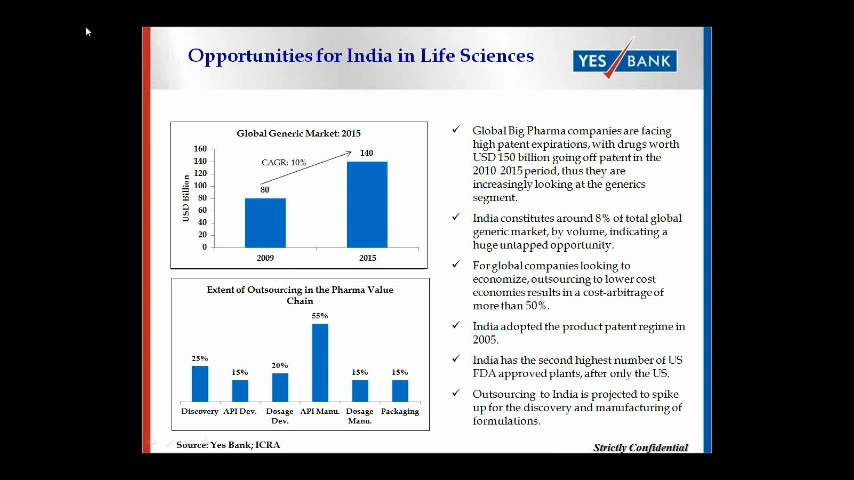 Opportunities for India in Life Sciences
YES BANK
Global Generic Market: 2015
160
140
120
100
80
60
40
20
0
USD Billion
CAGR: 10%
80
140
2009
2015
Extent of Outsourcing in the Pharma Value
Chain
25%
15%
20%
55%
15%
15%
Discovery API Dev. Dosage API Manu. Dosage Packaging
Dev. Manu.
Source: Yes Bank; ICRA
✓ Global Big Pharma companies are facing
high patent expirations, with drugs worth
USD 150 billion going off patent in the
2010-2015 period, thus they are
increasingly looking at the generics
segment.
✓ India constitutes around 8% of total global
generic market, by volume, indicating a
huge untapped opportunity.
✓ For global companies looking to
economize, outsourcing to lower cost
economies results in a cost-arbitrage of
more than 50%.
✓ India adopted the product patent regime in
2005.
✓ India has the second highest number of US
FDA approved plants, after only the US.
✓ Outsourcing to India is projected to spike
up for the discovery and manufacturing of
formulations.
Strictly Confidential